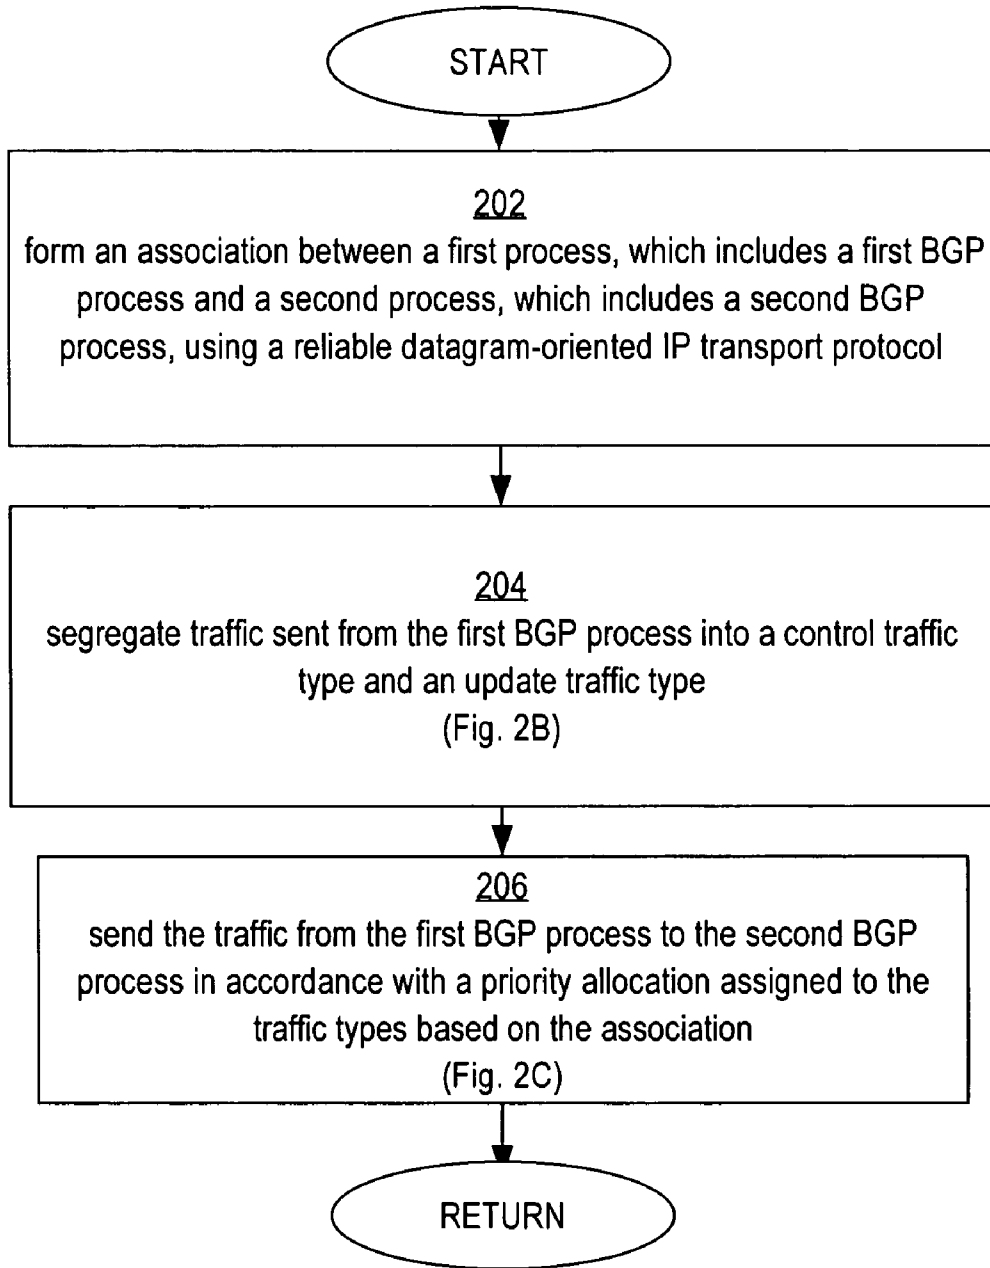 START
202
form an association between a first process, which includes a first BGP
process and a second process, which includes a second BGP
process, using a reliable datagram-oriented IP transport protocol
204
segregate traffic sent from the first BGP process into a control traffic
type and an update traffic type
(Fig. 2B)
206
send the traffic from the first BGP process to the second BGP
process in accordance with a priority allocation assigned to the
traffic types based on the association
(Fig. 2C)
RETURN